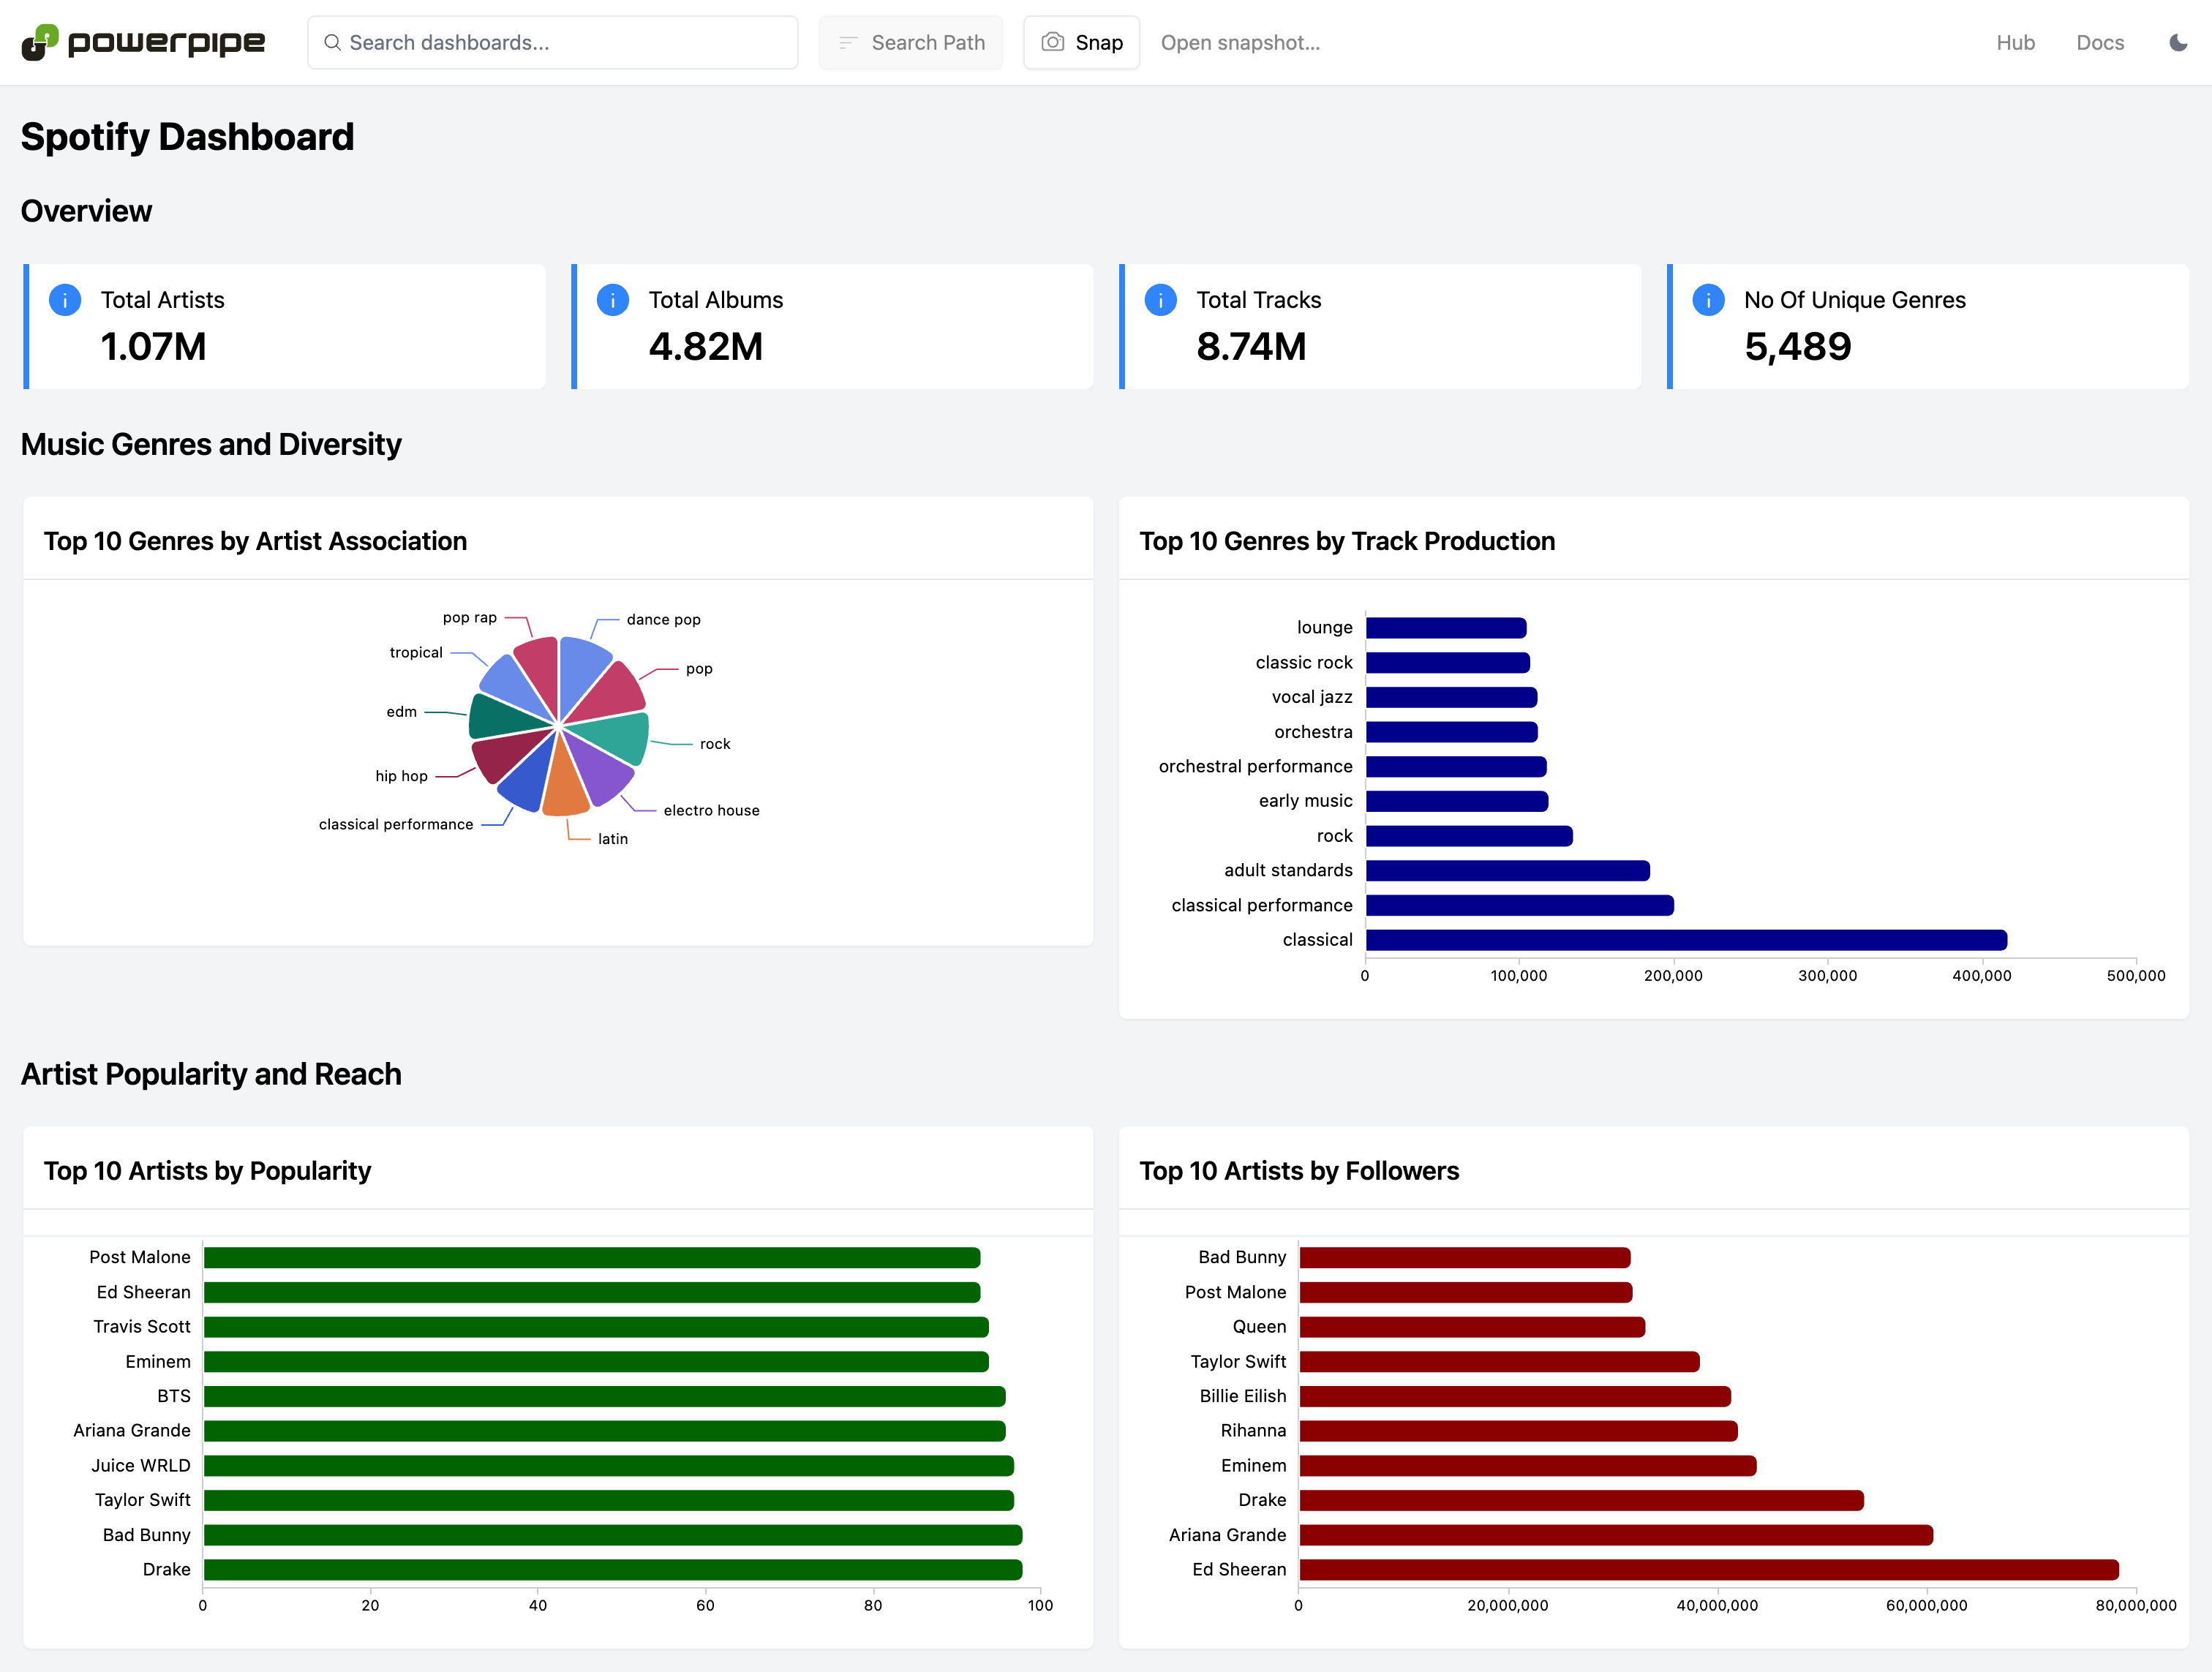 powerpipe
Search dashboards...
Search Path
Snap
Open snapshot...
Hub
Docs
Spotify Dashboard
Overview
Total Artists
1.07M
Total Albums
4.82M
Total Tracks
8.74M
No Of Unique Genres
5,489
Music Genres and Diversity
Top 10 Genres by Artist Association
pop rap
dance pop
tropical
pop
edm
rock
hip hop
electro house
classical performance
latin
Top 10 Genres by Track Production
lounge
classic rock
vocal jazz
orchestra
orchestral performance
early music
rock
adult standards
classical performance
classical
0 100,000 200,000 300,000 400,000 500,000
Artist Popularity and Reach
Top 10 Artists by Popularity
Post Malone
Ed Sheeran
Travis Scott
Eminem
BTS
Ariana Grande
Juice WRLD
Taylor Swift
Bad Bunny
Drake
0 20 40 60 80 100
Top 10 Artists by Followers
Bad Bunny
Post Malone
Queen
Taylor Swift
Billie Eilish
Rihanna
Eminem
Drake
Ariana Grande
Ed Sheeran
0 20,000,000 40,000,000 60,000,000 80,000,000